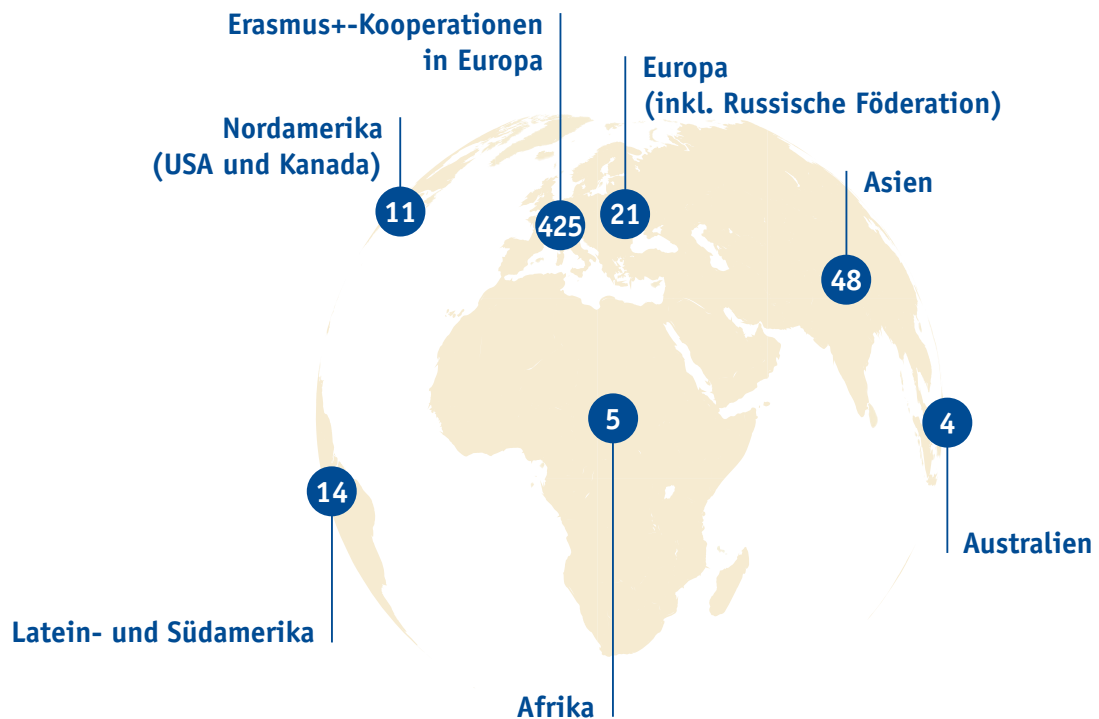 Erasmus+-Kooperationen
in Europa
Europa
(inkl. Russische Föderation)
Nordamerika
(USA und Kanada)
Asien
11
425
21
48
5
4
14
Australien
Latein- und Südamerika
Afrika